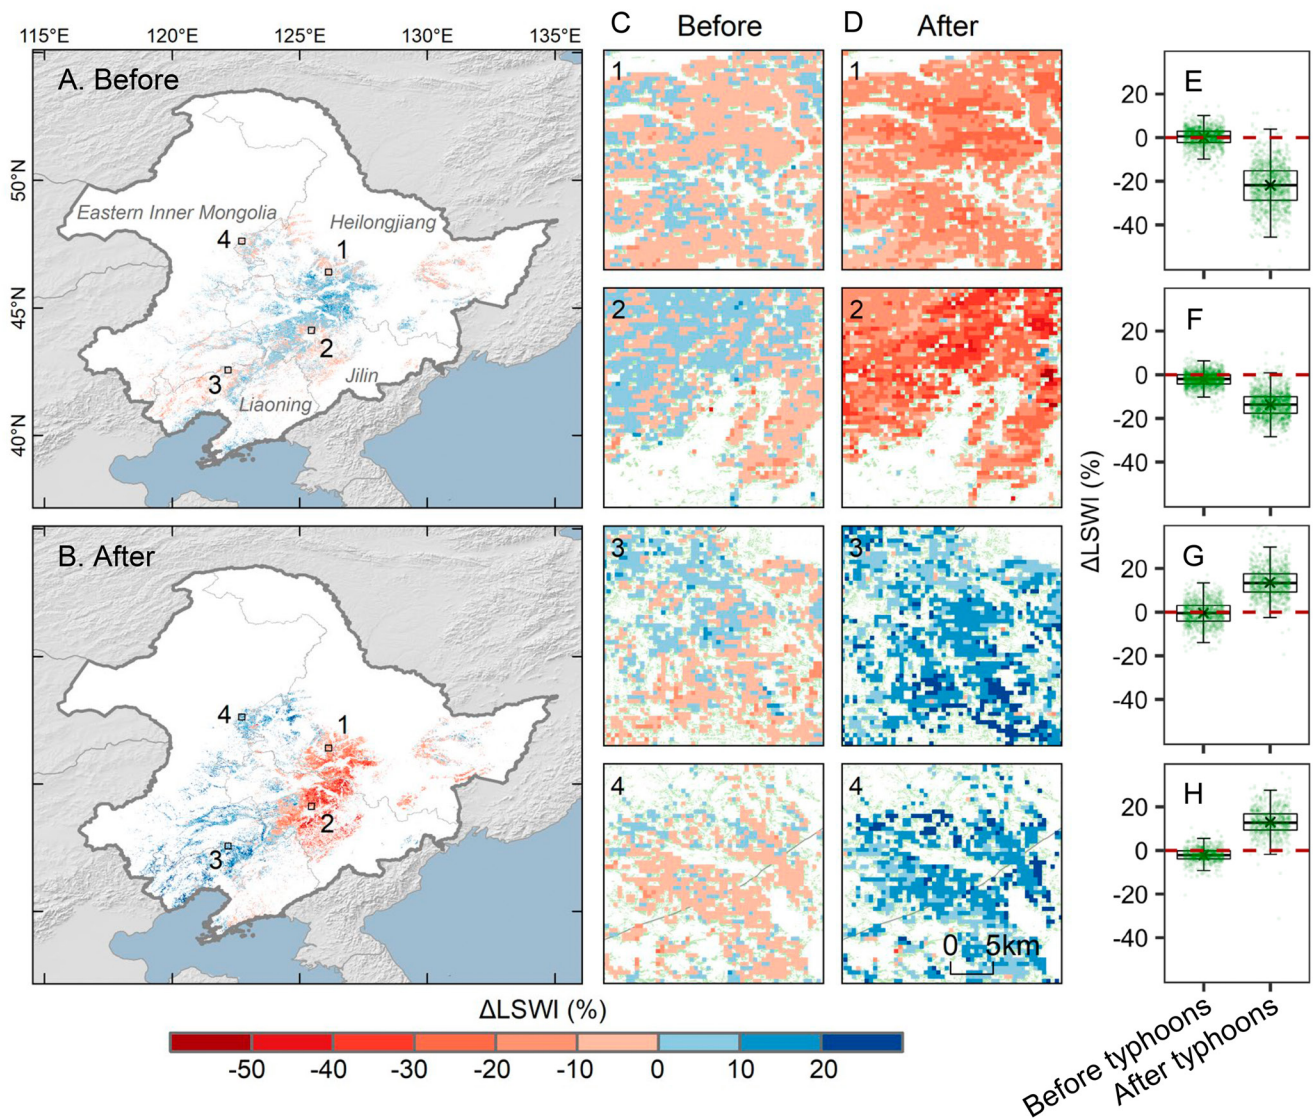 C Before
D After
115°E 120°E 125°E 130°E 135°E
A. Before
50°N
45°N
40°N
Eastern Inner Mongolia
Heilongjiang
4
1
2
3
Jilin
Liaoning
B. After
4
1
2
3
1
1
2
2
3
3
4
4
0 5km
E
20
0
-20
-40
F
20
0
-20
-40
G
20
0
-20
-40
H
20
0
-20
-40
ΔLSWI (%)
Before typhoons
After typhoons
ΔLSWI (%)
-50 -40 -30 -20 -10 0 10 20